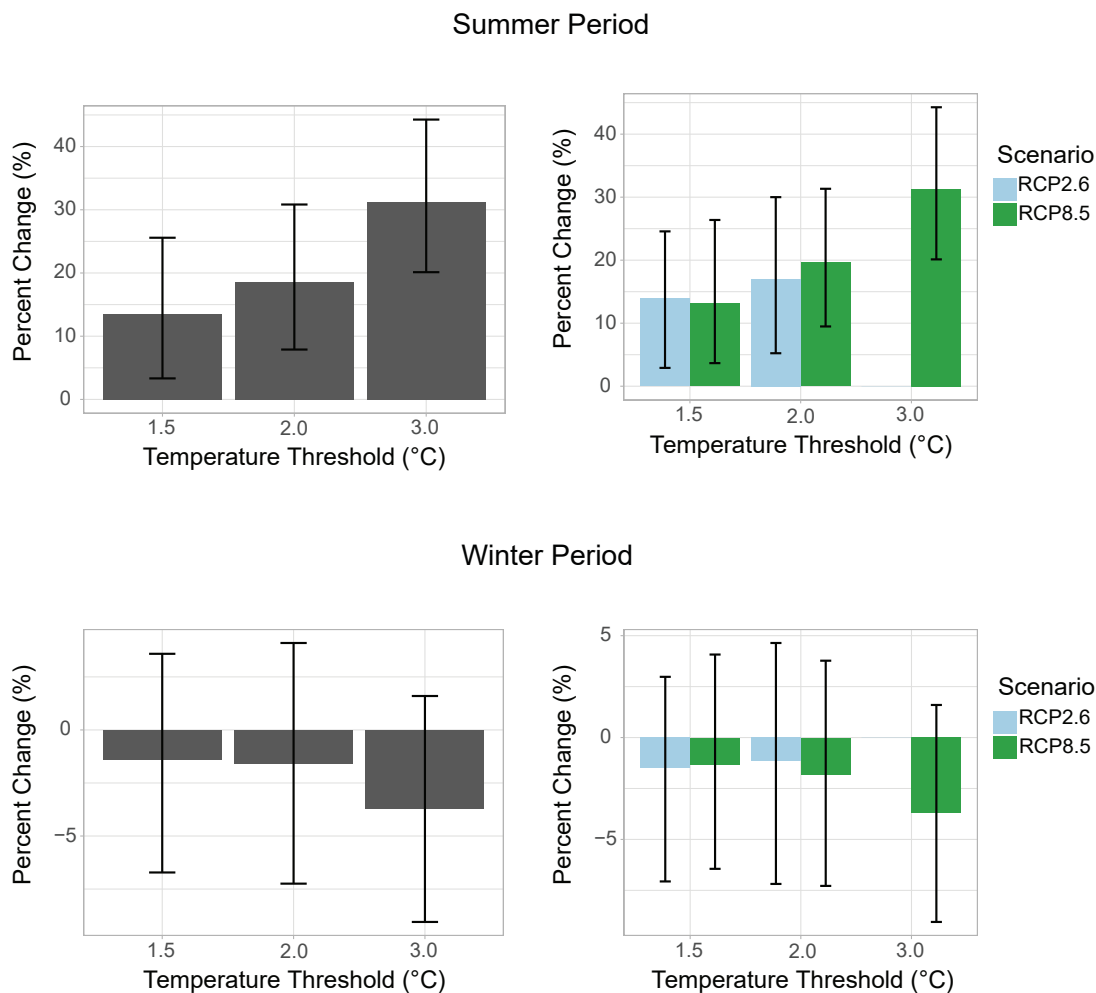 Summer Period
Percent Change (%)
40
30
20
10
0
1.5 2.0 3.0
Temperature Threshold (°C)
Percent Change (%)
40
30
20
10
0
1.5 2.0 3.0
Temperature Threshold (°C)
Scenario
RCP2.6
RCP8.5
Winter Period
Percent Change (%)
0
−5
1.5 2.0 3.0
Temperature Threshold (°C)
Percent Change (%)
5
0
−5
1.5 2.0 3.0
Temperature Threshold (°C)
Scenario
RCP2.6
RCP8.5